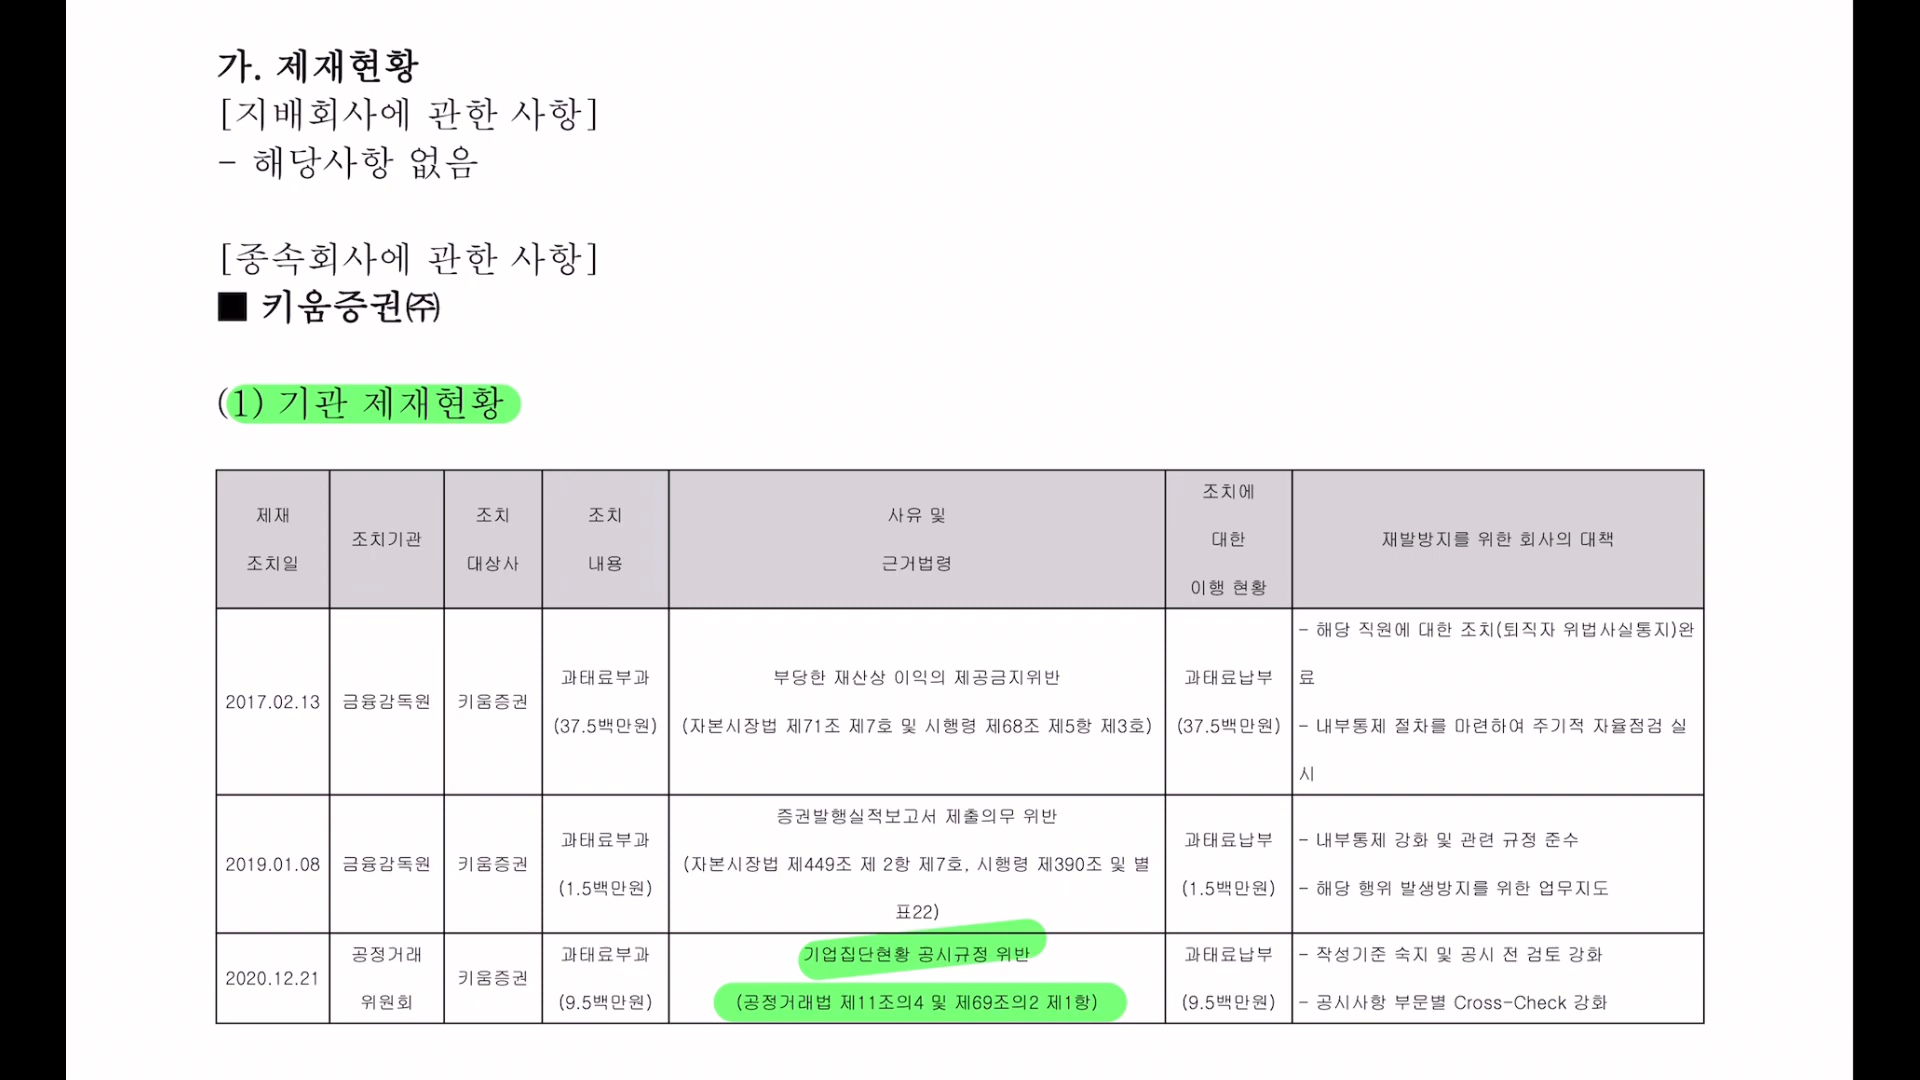 가. 제재현황
[지배회사에 관한 사항]
- 해당사항 없음
[종속회사에 관한 사항]
■ 키움증권㈜
(1) 기관 제재현황
제재
조치일
조치기관
조치
대상사
조치
내용
사유 및
근거법령
조치에
대한
이행 현황
재발방지를 위한 회사의 대책
2017.02.13
금융감독원
키움증권
과태료부과
(37.5백만원)
부당한 재산상 이익의 제공금지위반
(자본시장법 제71조 제7호 및 시행령 제68조 제5항 제3호)
과태료납부
(37.5백만원)
- 해당 직원에 대한 조치(퇴직자 위법사실통지)완
료
- 내부통제 절차를 마련하여 주기적 자율점검 실
시
2019.01.08
금융감독원
키움증권
과태료부과
(1.5백만원)
증권발행실적보고서 제출의무 위반
(자본시장법 제449조 제 2항 제7호, 시행령 제390조 및 별
표22)
과태료납부
(1.5백만원)
- 내부통제 강화 및 관련 규정 준수
- 해당 행위 발생방지를 위한 업무지도
2020.12.21
공정거래
위원회
키움증권
과태료부과
(9.5백만원)
기업집단현황 공시규정 위반
(공정거래법 제11조의4 및 제69조의2 제1항)
과태료납부
(9.5백만원)
- 작성기준 숙지 및 공시 전 검토 강화
- 공시사항 부문별 Cross-Check 강화